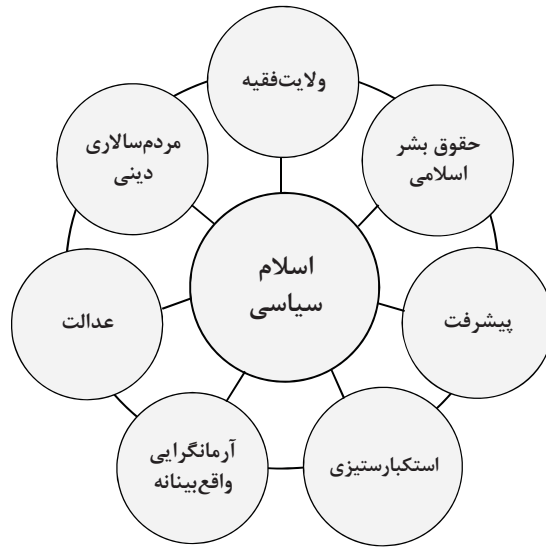 ولایت‌فقیه
حقوق بشر
اسلامی
پیشرفت
استکبارستیزی
آرمانگرایی
واقع‌بینانه
عدالت
مردم‌سالاری
دینی
اسلام
سیاسی